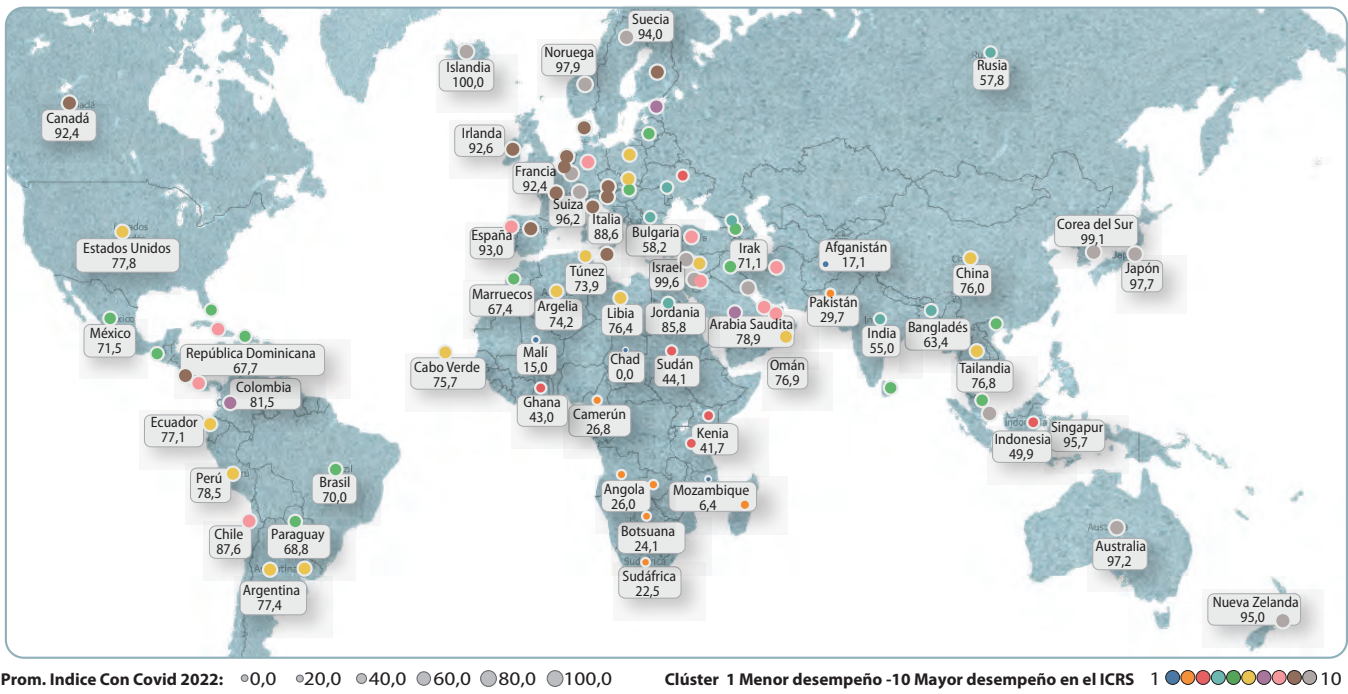 Suecia
94,0
Noruega
97,9
Islandia
100,0
Rusia
57,8
Canadá
92,4
Irlanda
92,6
Francia
92,4
Suiza
96,2
Italia
88,6
Bulgaria
58,2
España
93,0
Estados Unidos
77,8
Túnez
73,9
Israel
99,6
Irak
71,1
Afganistán
17,1
China
76,0
Corea del Sur
99,1
Japón
97,7
Marruecos
67,4
Argelia
74,2
Libia
76,4
Jordania
85,8
Arabia Saudita
78,9
Pakistán
29,7
India
55,0
Bangladés
63,4
México
71,5
República Dominicana
67,7
Cabo Verde
75,7
Malí
15,0
Chad
0,0
Sudán
44,1
Omán
76,9
Tailandia
76,8
Colombia
81,5
Ghana
43,0
Camerún
26,8
Kenia
41,7
Ecuador
77,1
Indonesia
49,9
Singapur
95,7
Perú
78,5
Brasil
70,0
Angola
26,0
Mozambique
6,4
Chile
87,6
Paraguay
68,8
Botsuana
24,1
Australia
97,2
Argentina
77,4
Sudáfrica
22,5
Nueva Zelanda
95,0
Prom. Indice Con Covid 2022: 0,0 20,0 40,0 60,0 80,0 100,0 Clúster 1 Menor desempeño -10 Mayor desempeño en el ICRS 1 10